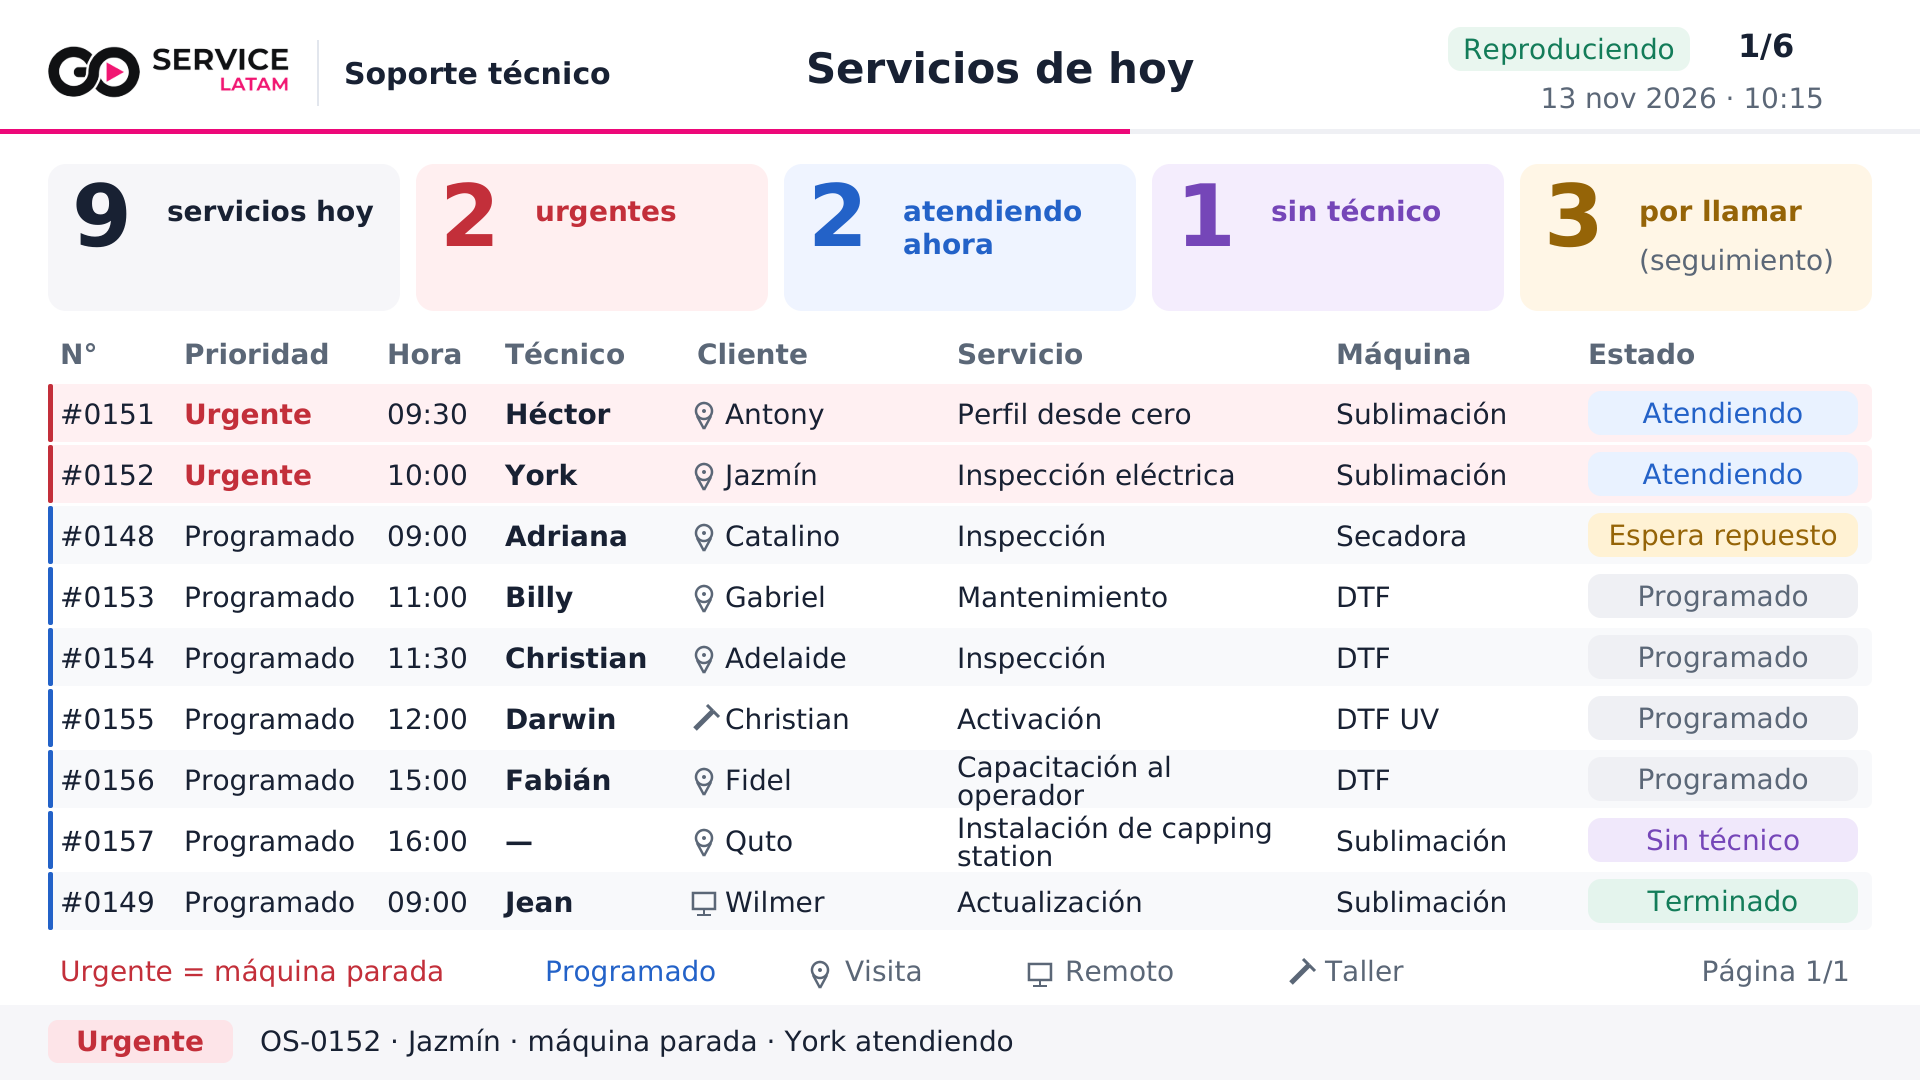 GO SERVICE LATAM
Soporte técnico
Servicios de hoy
Reproduciendo
1/6
13 nov 2026 · 10:15
9 servicios hoy
2 urgentes
2 atendiendo ahora
1 sin técnico
3 por llamar (seguimiento)
N° Prioridad Hora Técnico Cliente Servicio Máquina Estado
#0151 Urgente 09:30 Héctor Antony Perfil desde cero Sublimación Atendiendo
#0152 Urgente 10:00 York Jazmín Inspección eléctrica Sublimación Atendiendo
#0148 Programado 09:00 Adriana Catalino Inspección Secadora Espera repuesto
#0153 Programado 11:00 Billy Gabriel Mantenimiento DTF Programado
#0154 Programado 11:30 Christian Adelaide Inspección DTF Programado
#0155 Programado 12:00 Darwin Christian Activación DTF UV Programado
#0156 Programado 15:00 Fabián Fidel Capacitación al operador DTF Programado
#0157 Programado 16:00 — Quto Instalación de capping station Sublimación Sin técnico
#0149 Programado 09:00 Jean Wilmer Actualización Sublimación Terminado
Urgente = máquina parada Programado Visita Remoto Taller Página 1/1
Urgente OS-0152 · Jazmín · máquina parada · York atendiendo